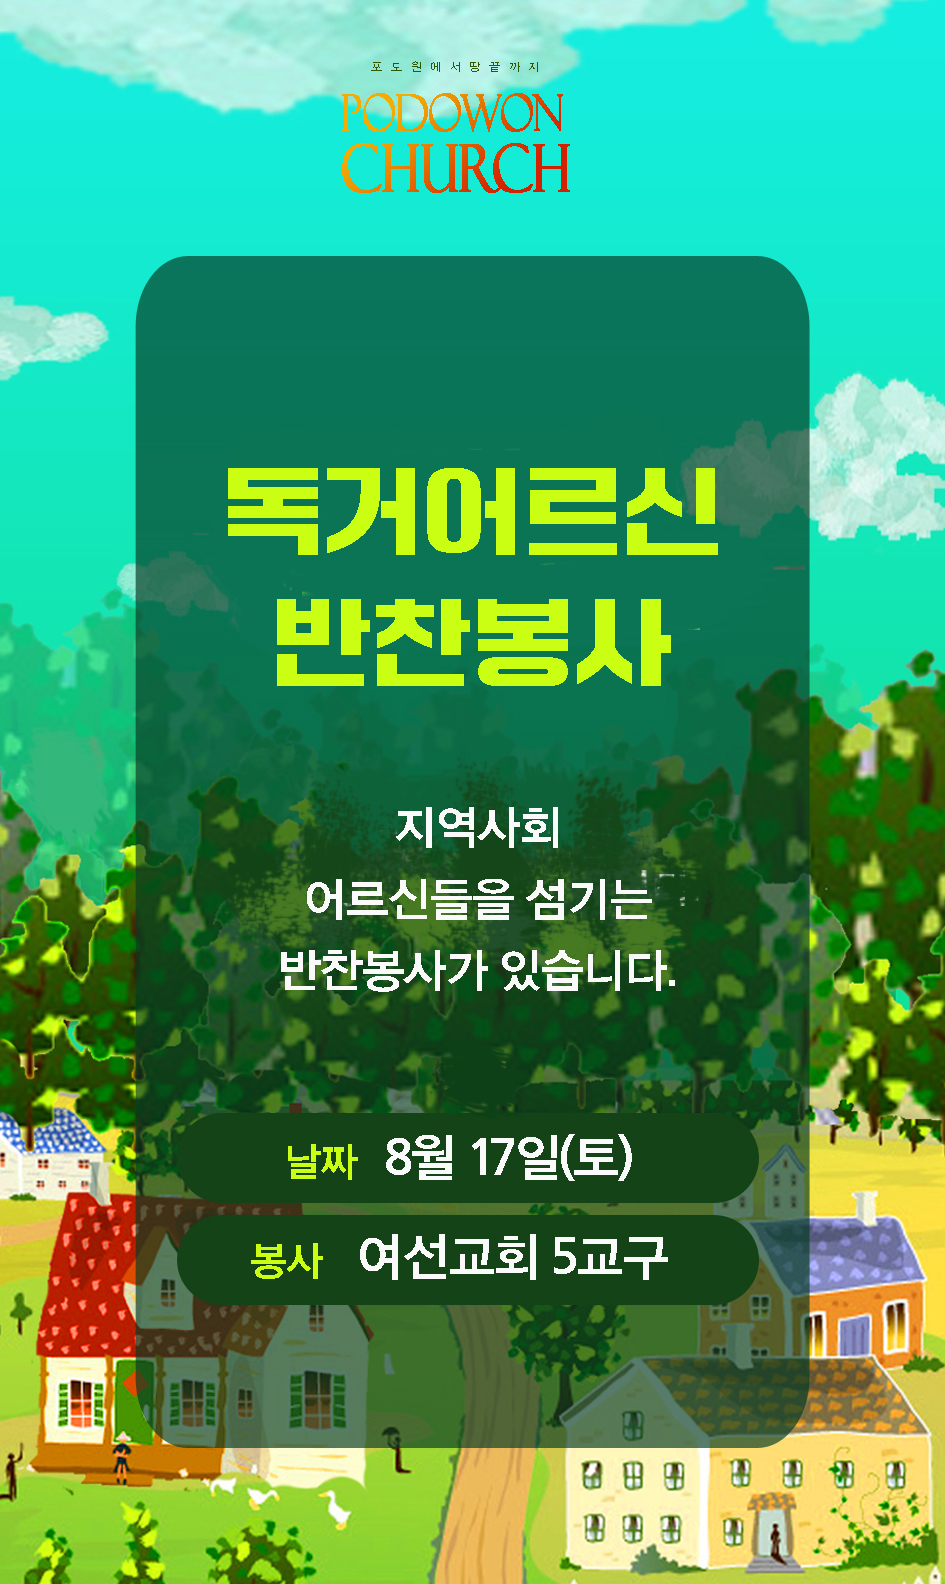 포도원에서땅끝까지
PODOWON
CHURCH
독거어르신
반찬봉사
지역사회
어르신들을 섬기는
반찬봉사가 있습니다.
날짜 8월 17일(토)
봉사 여선교회 5교구